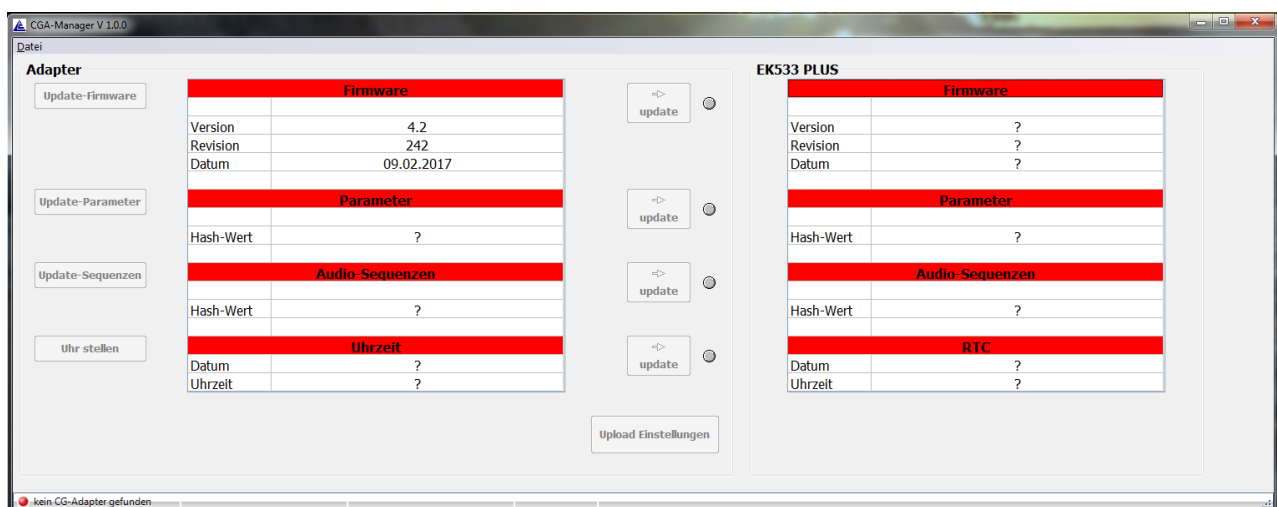 CGA-Manager V 1.0.0
Datei
Adapter
Update-Firmware
Firmware
Version 4.2
Revision 242
Datum 09.02.2017
update
Update-Parameter
Parameter
Hash-Wert ?
update
Update-Sequenzen
Audio-Sequenzen
Hash-Wert ?
update
Uhr stellen
Uhrzeit
Datum ?
Uhrzeit ?
update
Upload Einstellungen
EK533 PLUS
Firmware
Version ?
Revision ?
Datum ?
Parameter
Hash-Wert ?
Audio-Sequenzen
Hash-Wert ?
RTC
Datum ?
Uhrzeit ?
kein CG-Adapter gefunden